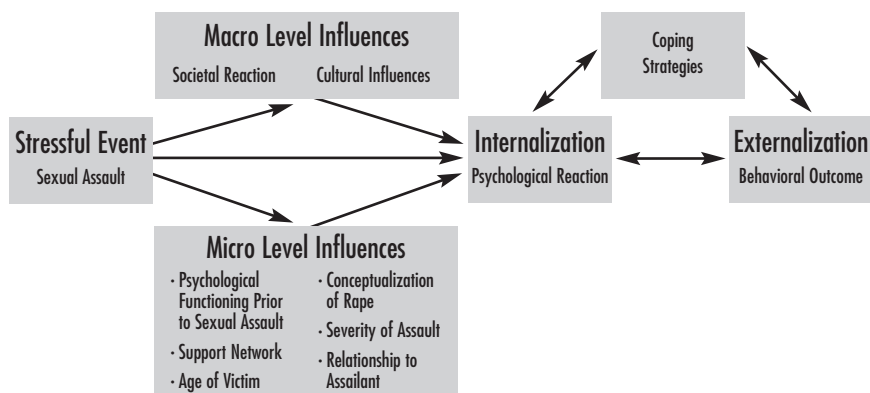 Macro Level Influences
Societal Reaction Cultural Influences
Coping
Strategies
Stressful Event
Sexual Assault
Internalization
Psychological Reaction
Externalization
Behavioral Outcome
Micro Level Influences
· Psychological
Functioning Prior
to Sexual Assault
· Support Network
· Age of Victim
· Conceptualization
of Rape
· Severity of Assault
· Relationship to
Assailant